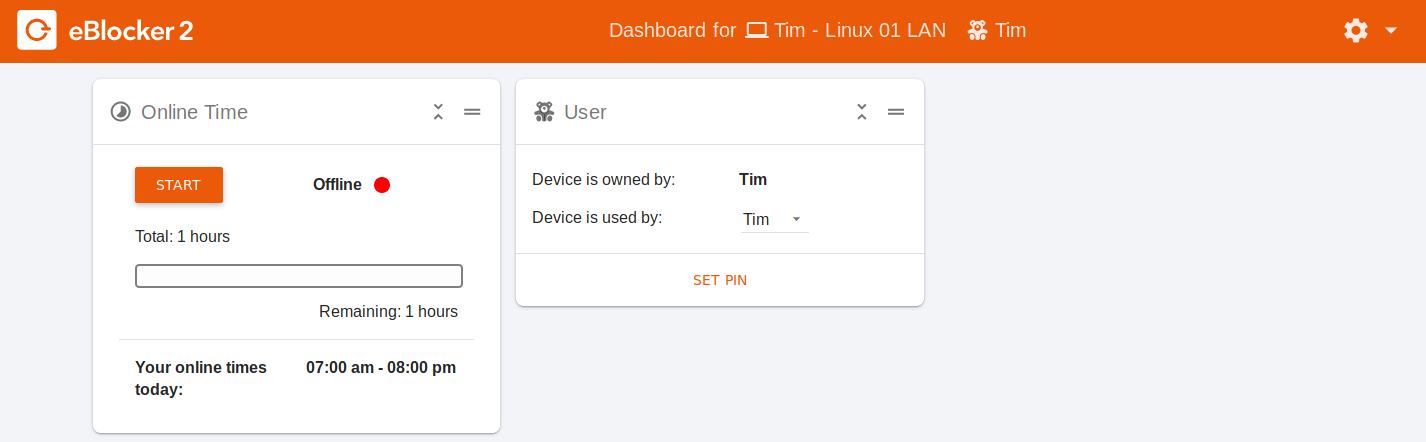 eBlocker 2
Dashboard for Tim - Linux 01 LAN Tim
Online Time
START
Offline
Total: 1 hours
Remaining: 1 hours
Your online times today:
07:00 am - 08:00 pm
User
Device is owned by: Tim
Device is used by: Tim
SET PIN